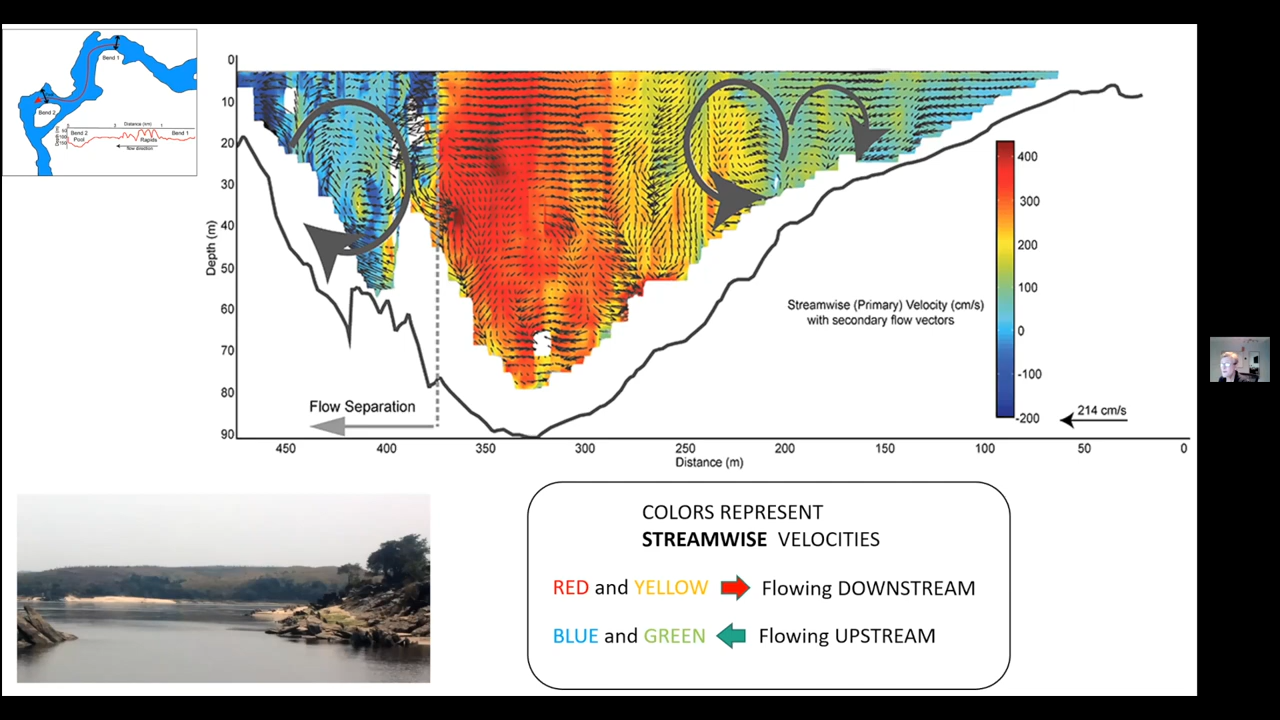 Bend 1
Bend 2
Distance (km)
Bend 2
Pool
Rapids
Bend 1
flow direction
0
10
20
30
40
50
60
70
80
90
Depth (m)
Flow Separation
450
400
350
300
250
200
150
100
50
0
Distance (m)
Streamwise (Primary) Velocity (cm/s)
with secondary flow vectors
400
300
200
100
0
-100
-200
214 cm/s
COLORS REPRESENT
STREAMWISE VELOCITIES
RED and YELLOW Flowing DOWNSTREAM
BLUE and GREEN Flowing UPSTREAM